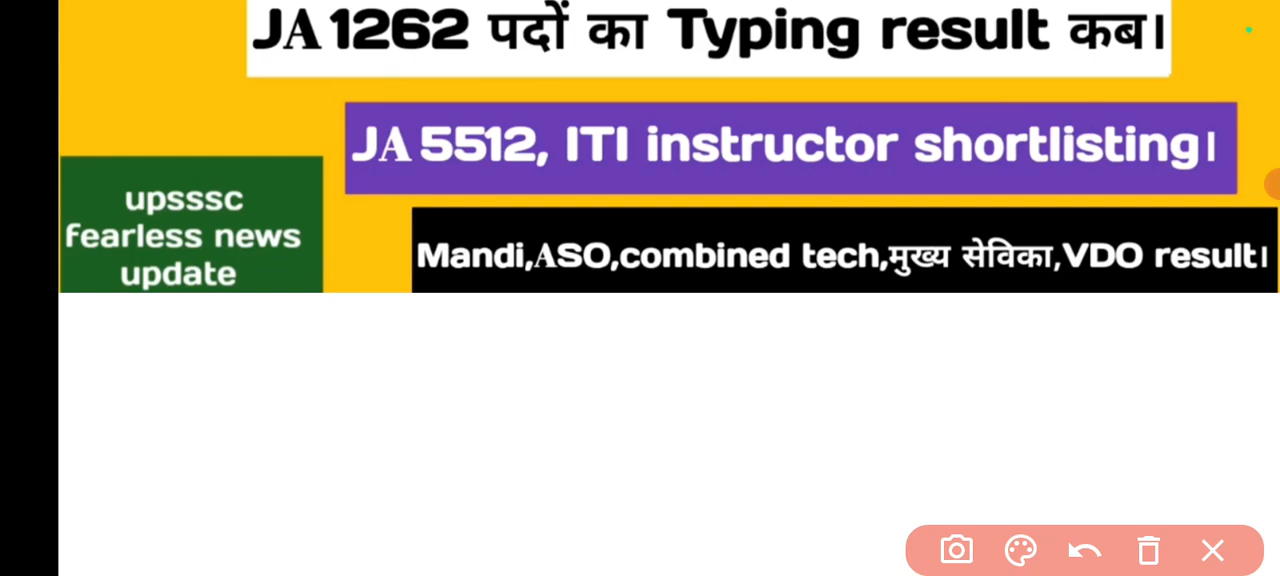 JA 1262 पदों का Typing result कब।
JA 5512, ITI instructor shortlisting।
upsssc
fearless news
update
Mandi,ASO,combined tech,मुख्य सेविका,VDO result।